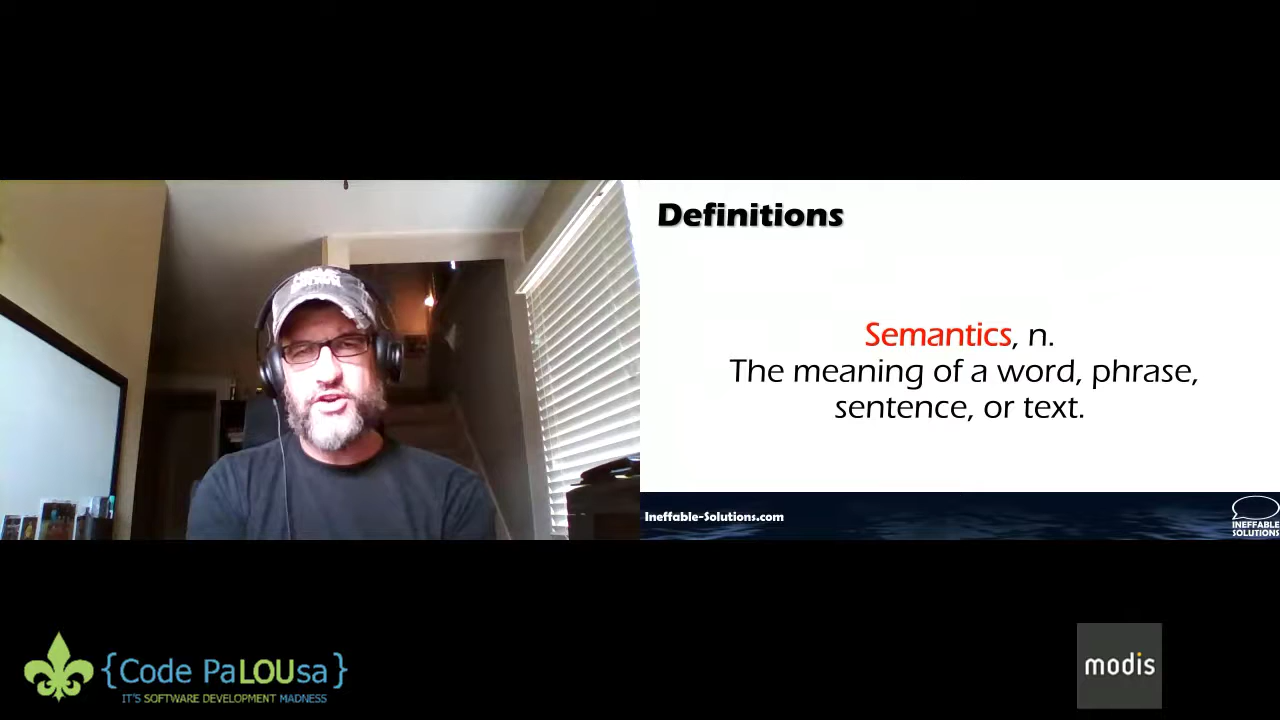 Definitions
Semantics, n.
The meaning of a word, phrase,
sentence, or text.
Ineffable-Solutions.com
INEFFABLE
SOLUTIONS
{Code PaLOUsa}
IT'S SOFTWARE DEVELOPMENT MADNESS
modis